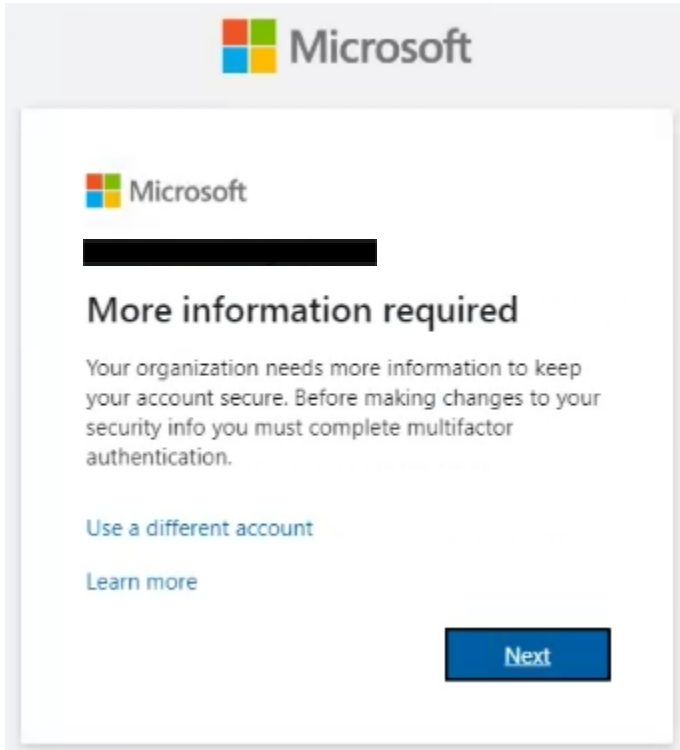 Microsoft
Microsoft
More information required
Your organization needs more information to keep
your account secure. Before making changes to your
security info you must complete multifactor
authentication.
Use a different account
Learn more
Next